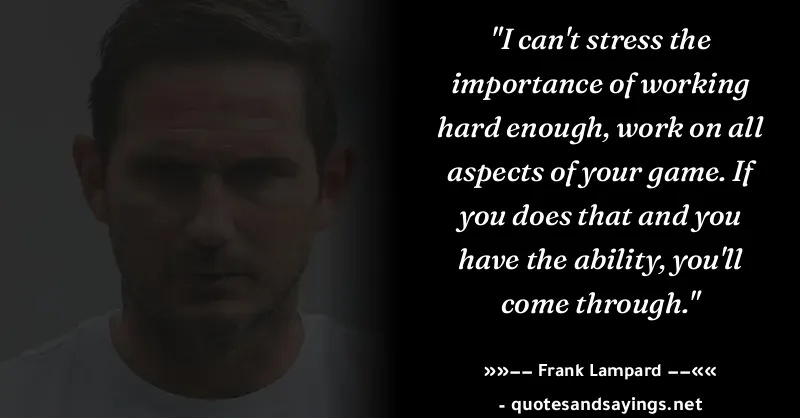 "I can't stress the
importance of working
hard enough, work on all
aspects of your game. If
you does that and you
have the ability, you'll
come through."
»»–– Frank Lampard ––««
- quotesandsayings.net